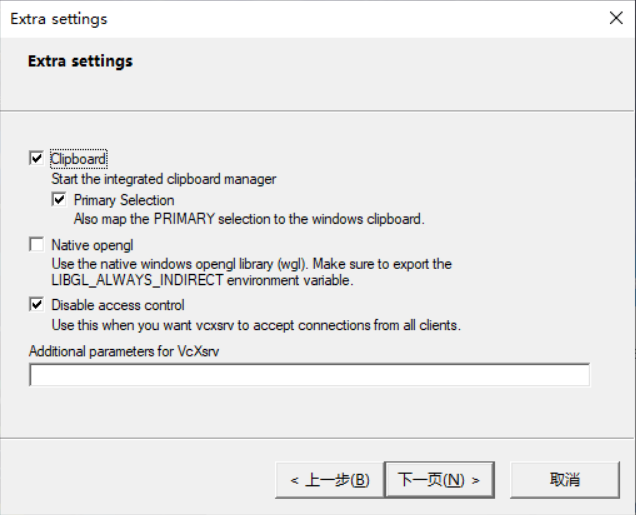 Extra settings
Extra settings
Clipboard
Start the integrated clipboard manager
Primary Selection
Also map the PRIMARY selection to the windows clipboard.
Native opengl
Use the native windows opengl library (wgl). Make sure to export the
LIBGL_ALWAYS_INDIRECT environment variable.
Disable access control
Use this when you want vcxsrv to accept connections from all clients.
Additional parameters for VcXsrv
< 上一步(B) 下一页(N) > 取消